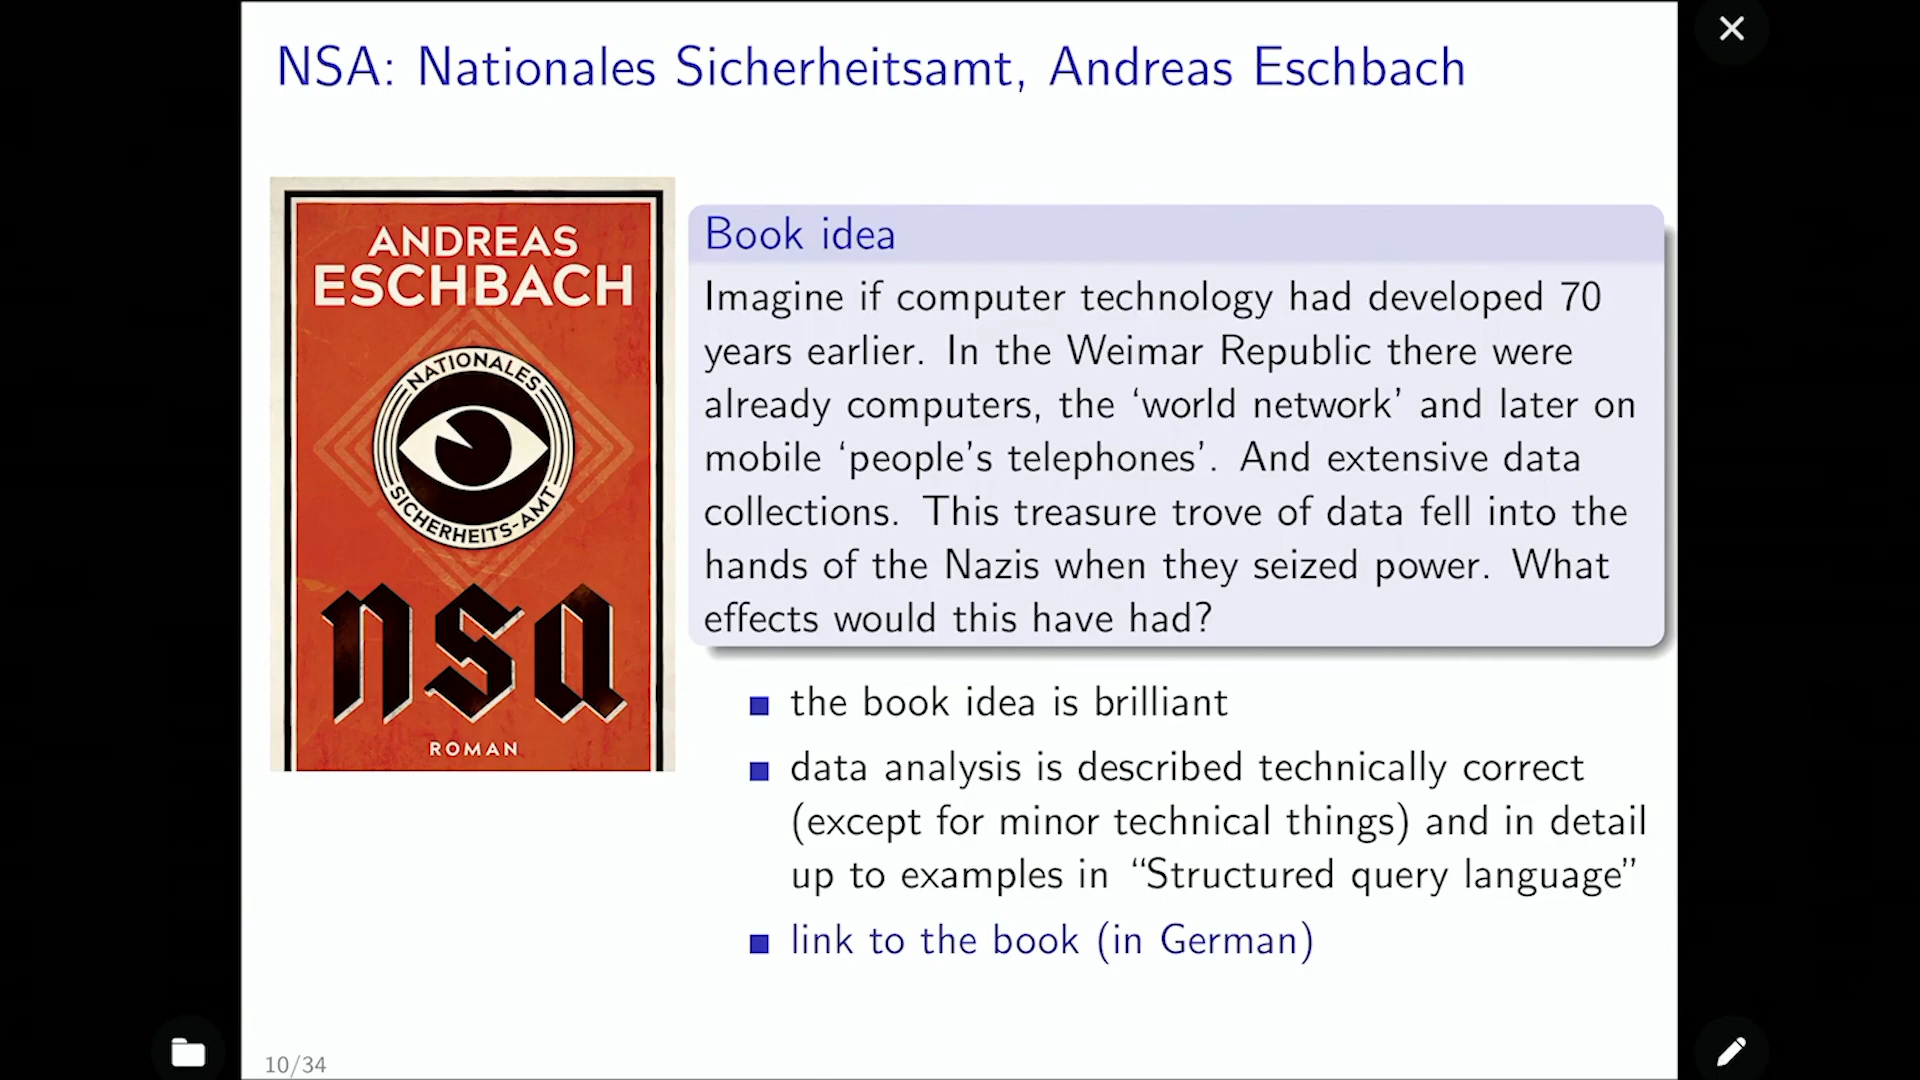 NSA: Nationales Sicherheitsamt, Andreas Eschbach
ANDREAS
ESCHBACH
NATIONALES
SICHERHEITS-AMT
nsa
ROMAN
Book idea
Imagine if computer technology had developed 70
years earlier. In the Weimar Republic there were
already computers, the ‘world network’ and later on
mobile ‘people’s telephones’. And extensive data
collections. This treasure trove of data fell into the
hands of the Nazis when they seized power. What
effects would this have had?
the book idea is brilliant
data analysis is described technically correct
(except for minor technical things) and in detail
up to examples in “Structured query language”
link to the book (in German)
10/34